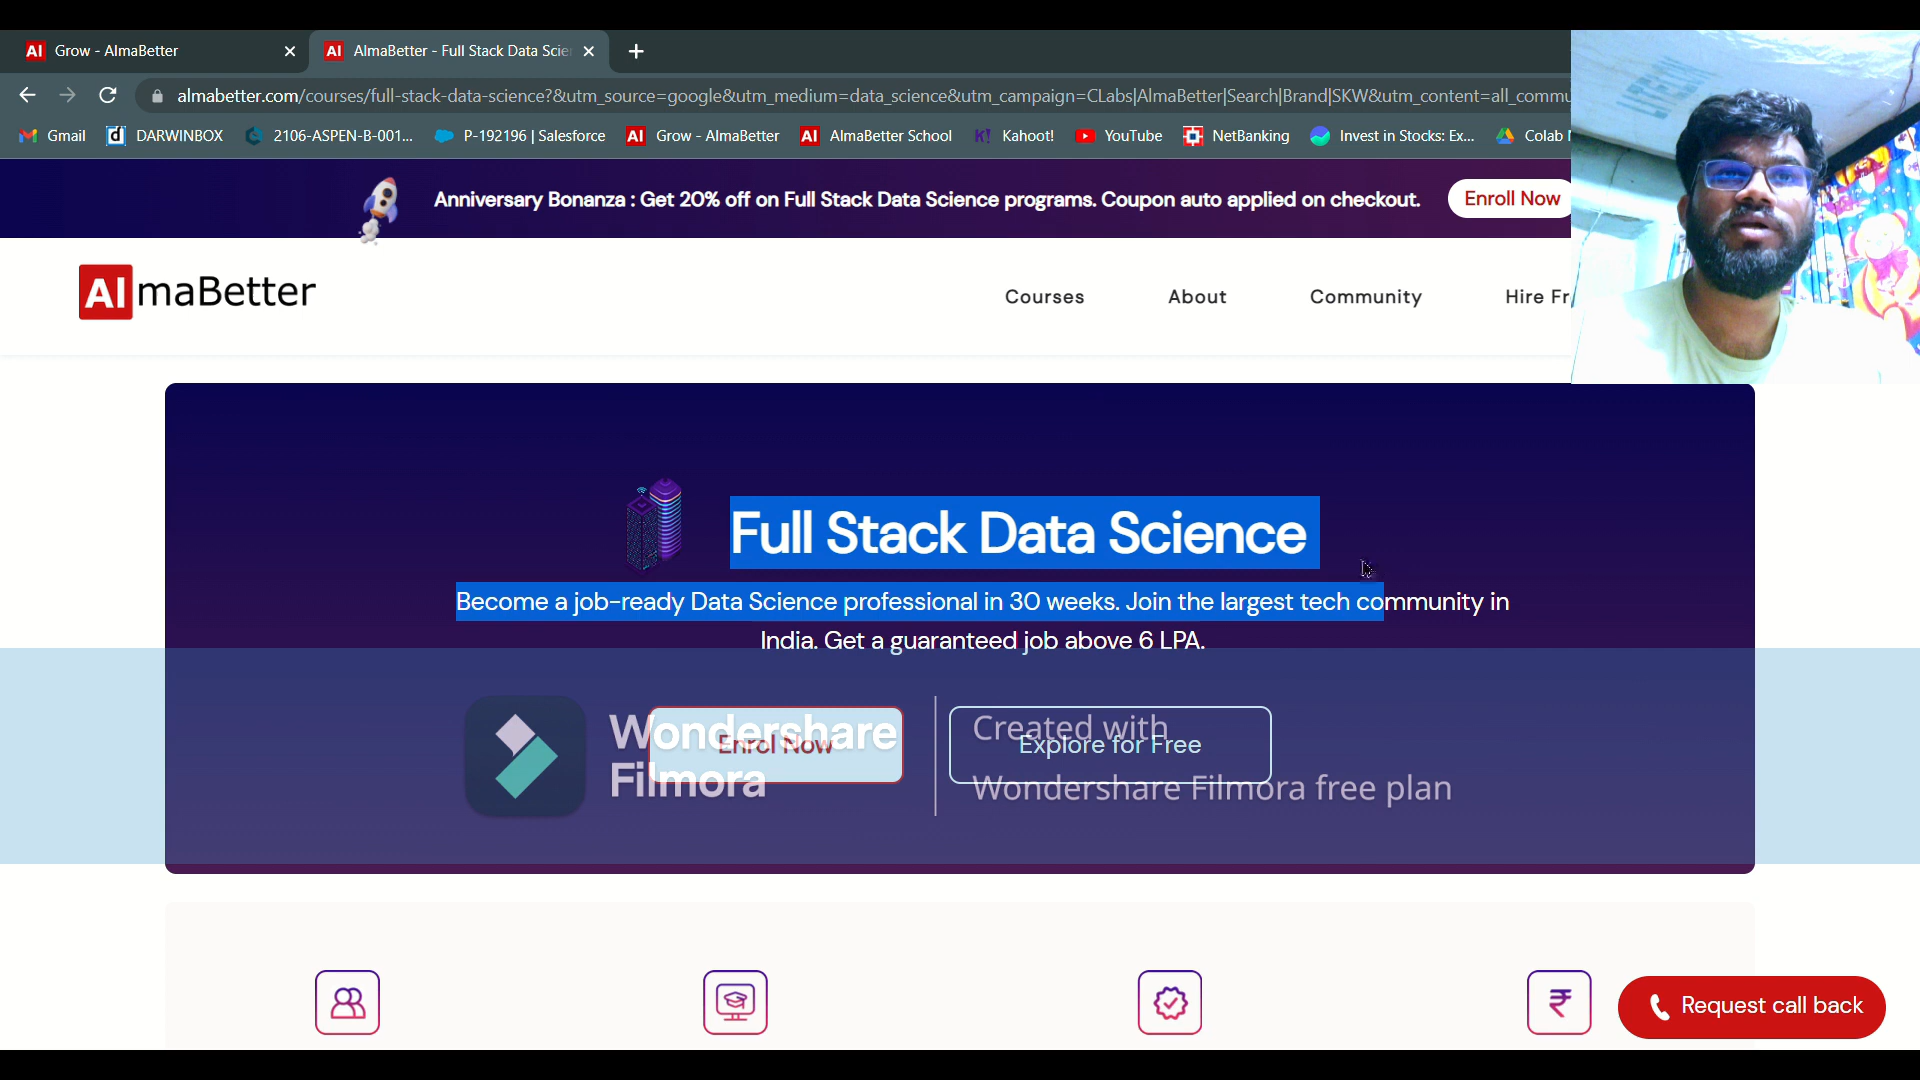 AI Grow - AlmaBetter
AI AlmaBetter - Full Stack Data Scie
almabetter.com/courses/full-stack-data-science?&utm_source=google&utm_medium=data_science&utm_campaign=CLabs|AlmaBetter|Search|Brand|SKW&utm_content=all_commu
Gmail DARWINBOX 2106-ASPEN-B-001... P-192196 | Salesforce AI Grow - AlmaBetter AI AlmaBetter School K! Kahoot! YouTube NetBanking Invest in Stocks: Ex... Colab
Anniversary Bonanza : Get 20% off on Full Stack Data Science programs. Coupon auto applied on checkout. Enroll Now
AlmaBetter
Courses About Community Hire Fr
Full Stack Data Science
Become a job-ready Data Science professional in 30 weeks. Join the largest tech community in
India. Get a guaranteed job above 6 LPA.
Enrol Now Explore for Free
Wondershare
Filmora
Created with
Wondershare Filmora free plan
Request call back